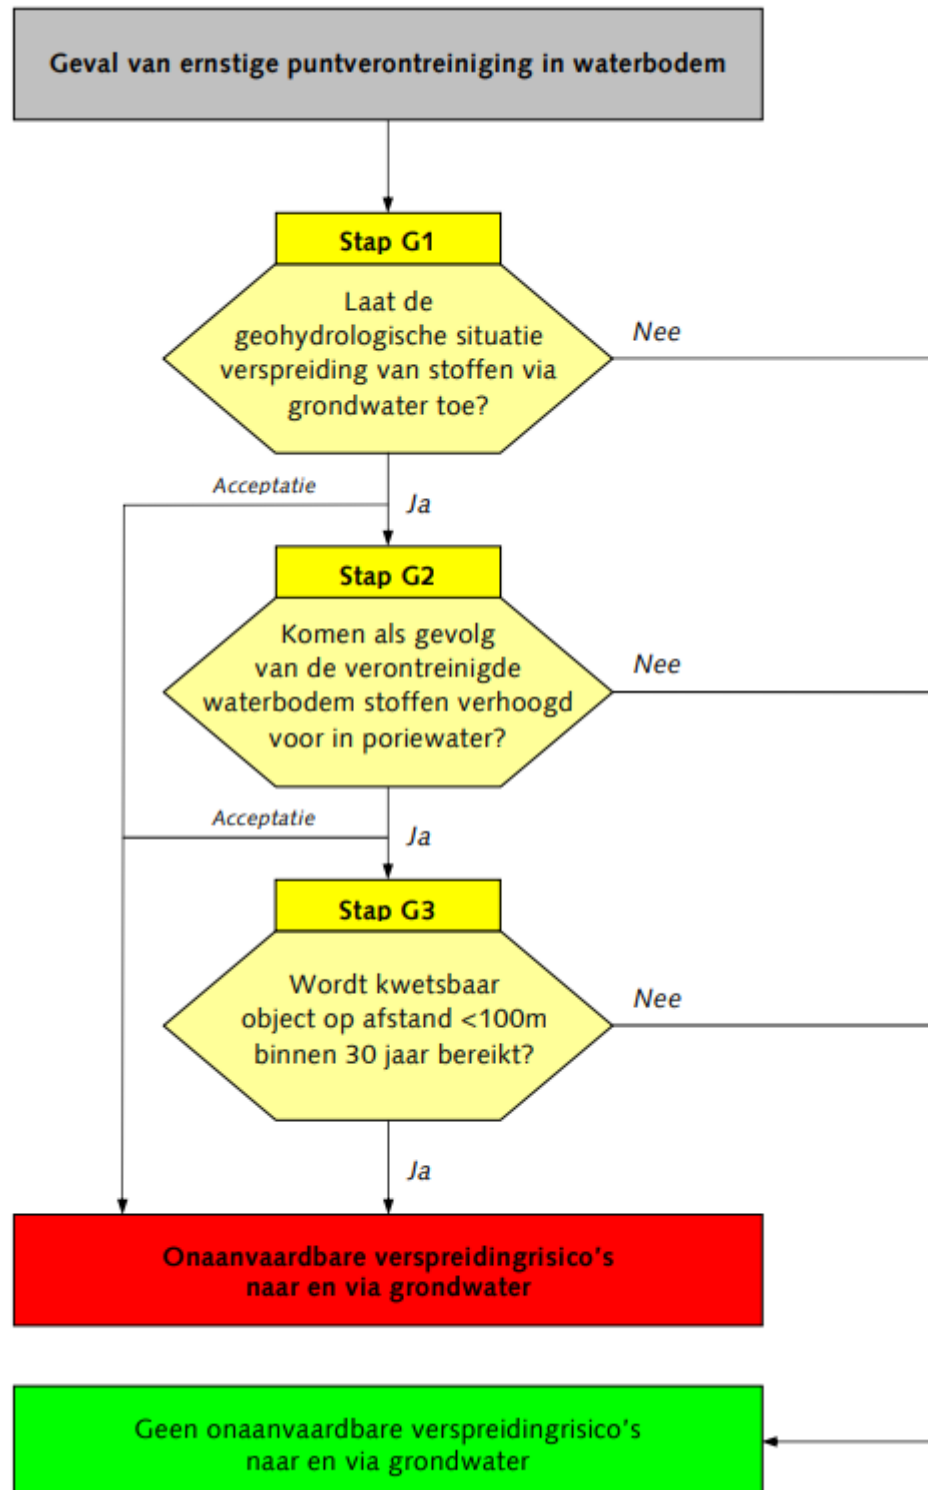 Geval van ernstige puntverontreiniging in waterbodem
Stap G1
Laat de
geohydrologische situatie
verspreiding van stoffen via
grondwater toe?
Nee
Acceptatie
Ja
Stap G2
Komen als gevolg
van de verontreinigde
waterbodem stoffen verhoogd
voor in poriewater?
Nee
Acceptatie
Ja
Stap G3
Wordt kwetsbaar
object op afstand <100m
binnen 30 jaar bereikt?
Nee
Ja
Onaanvaardbare verspreidingrisico's
naar en via grondwater
Geen onaanvaardbare verspreidingrisico's
naar en via grondwater